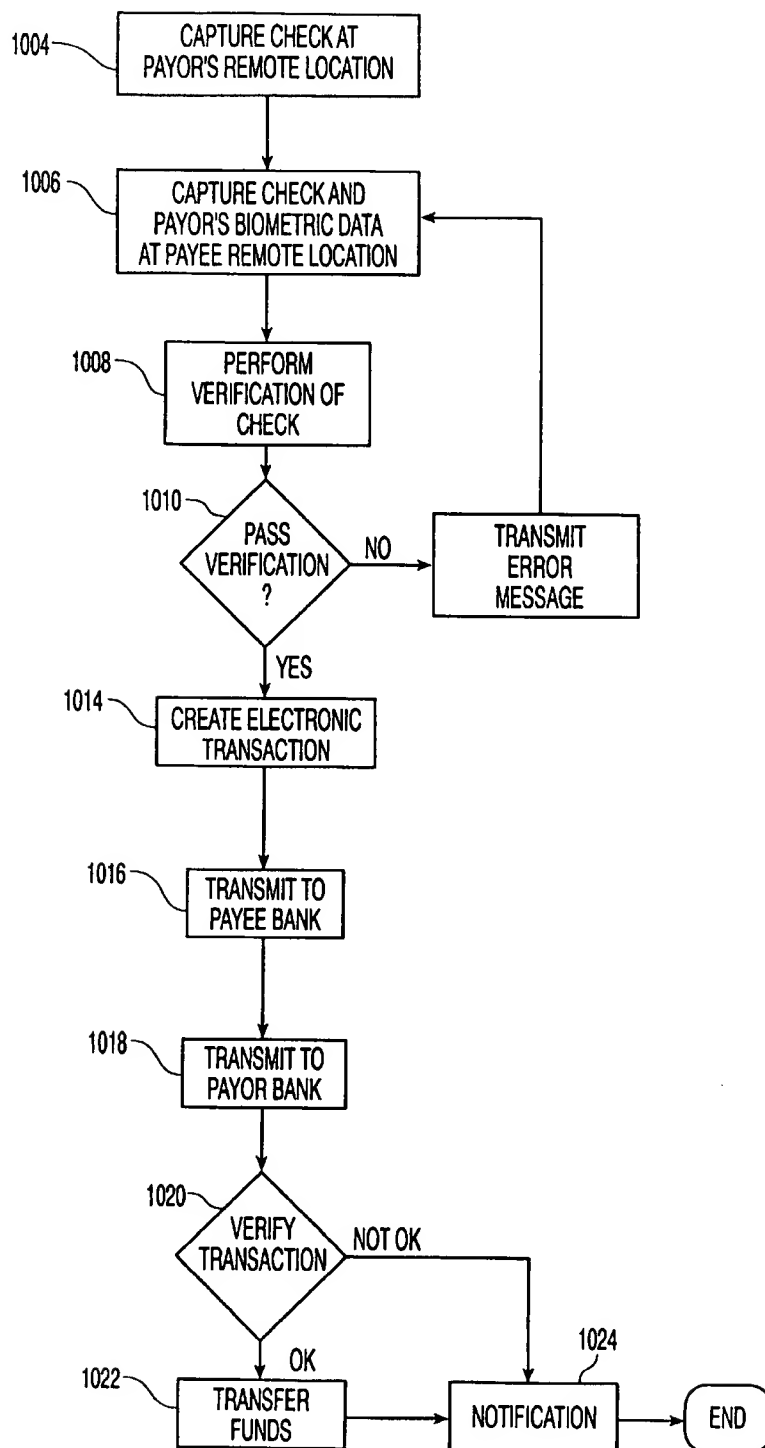 1004
CAPTURE CHECK AT
PAYOR'S REMOTE LOCATION
1006
CAPTURE CHECK AND
PAYOR'S BIOMETRIC DATA
AT PAYEE REMOTE LOCATION
1008
PERFORM
VERIFICATION OF
CHECK
1010
PASS
VERIFICATION
?
NO
TRANSMIT
ERROR
MESSAGE
YES
1014
CREATE ELECTRONIC
TRANSACTION
1016
TRANSMIT TO
PAYEE BANK
1018
TRANSMIT TO
PAYOR BANK
1020
VERIFY
TRANSACTION
NOT OK
OK
1022
TRANSFER
FUNDS
1024
NOTIFICATION
END